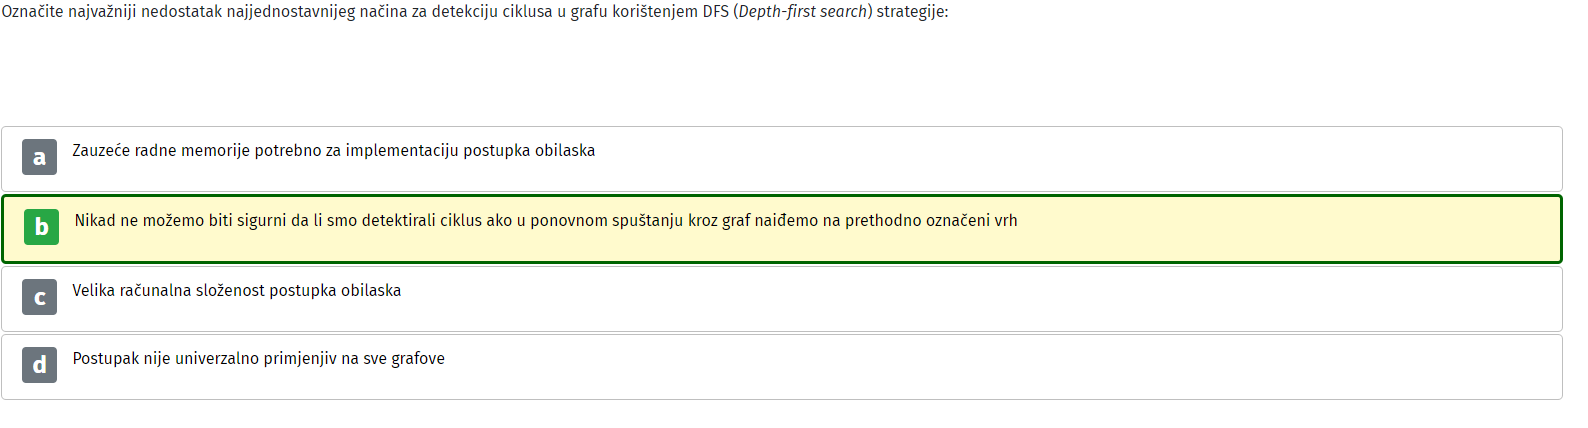 Označite najvažniji nedostatak najjednostavnijeg načina za detekciju ciklusa u grafu korištenjem DFS (Depth-first search) strategije:
a Zauzeće radne memorije potrebno za implementaciju postupka obilaska
b Nikad ne možemo biti sigurni da li smo detektirali ciklus ako u ponovnom spuštanju kroz graf naiđemo na prethodno označeni vrh
c Velika računalna složenost postupka obilaska
d Postupak nije univerzalno primjenjiv na sve grafove